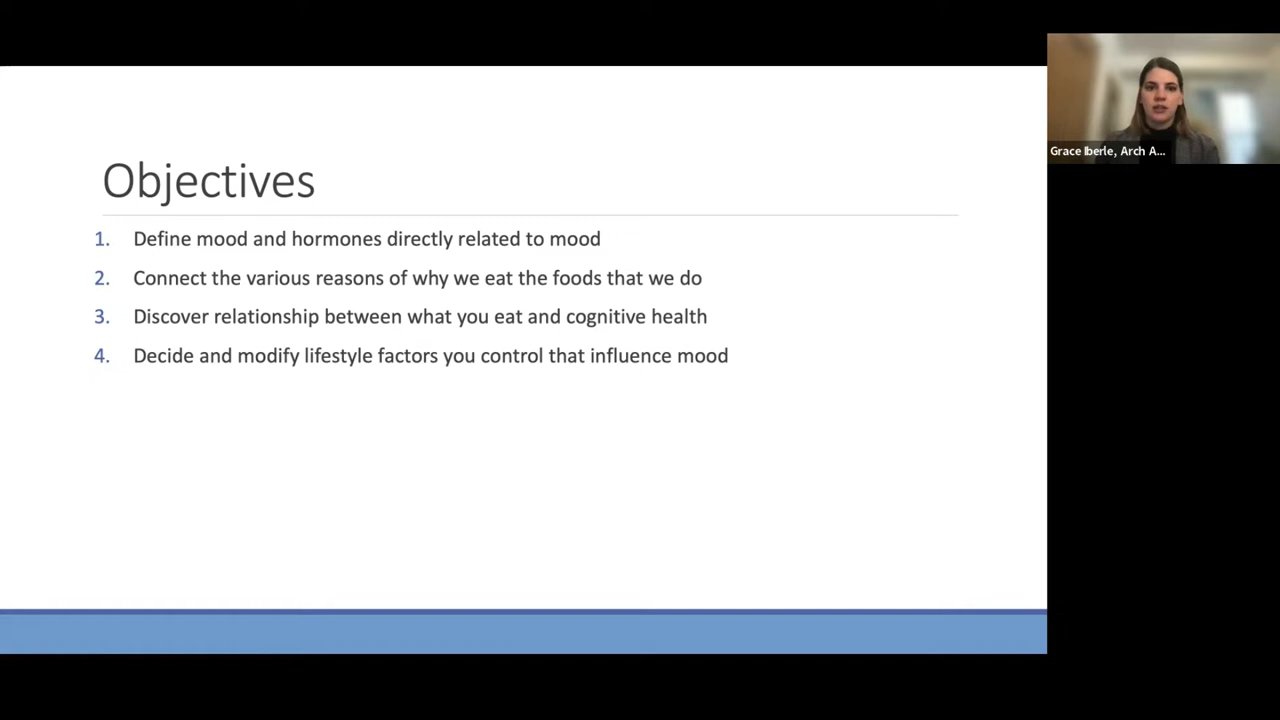 Objectives
1. Define mood and hormones directly related to mood
2. Connect the various reasons of why we eat the foods that we do
3. Discover relationship between what you eat and cognitive health
4. Decide and modify lifestyle factors you control that influence mood
Grace Iberle, Arch A...